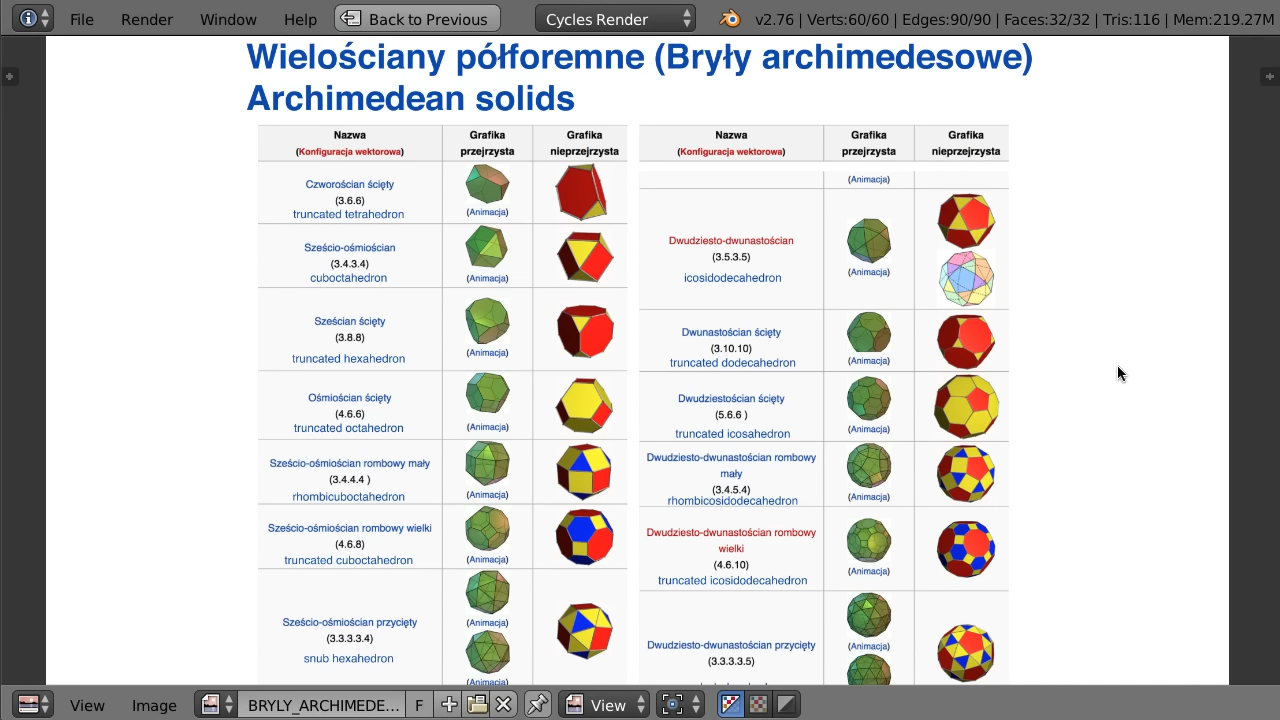 File Render Window Help Back to Previous Cycles Render v2.76 | Verts:60/60 | Edges:90/90 | Faces:32/32 | Tris:116 | Mem:219.27M
Wielościany półforemne (Bryły archimedesowe)
Archimedean solids
Nazwa Grafika Grafika
(Konfiguracja wektorowa) przejrzysta nieprzejrzysta
Czworościan ścięty
(3.6.6)
truncated tetrahedron
(Animacja)
Sześcio-ośmiościan
(3.4.3.4)
cuboctahedron
(Animacja)
Sześcian ścięty
(3.8.8)
truncated hexahedron
(Animacja)
Ośmiościan ścięty
(4.6.6)
truncated octahedron
(Animacja)
Sześcio-ośmiościan rombowy mały
(3.4.4.4 )
rhombicuboctahedron
(Animacja)
Sześcio-ośmiościan rombowy wielki
(4.6.8)
truncated cuboctahedron
(Animacja)
Sześcio-ośmiościan przycięty
(3.3.3.3.4)
snub hexahedron
(Animacja)
(Animacja)
Nazwa Grafika Grafika
(Konfiguracja wektorowa) przejrzysta nieprzejrzysta
(Animacja)
Dwudziesto-dwunastościan
(3.5.3.5)
icosidodecahedron
(Animacja)
Dwunastościan ścięty
(3.10.10)
truncated dodecahedron
(Animacja)
Dwudziestościan ścięty
(5.6.6 )
truncated icosahedron
(Animacja)
Dwudziesto-dwunastościan rombowy
mały
(3.4.5.4)
rhombicosidodecahedron
(Animacja)
Dwudziesto-dwunastościan rombowy
wielki
(4.6.10)
truncated icosidodecahedron
(Animacja)
Dwudziesto-dwunastościan przycięty
(3.3.3.3.5)
(Animacja)
View Image BRYLY_ARCHIMEDE... F View